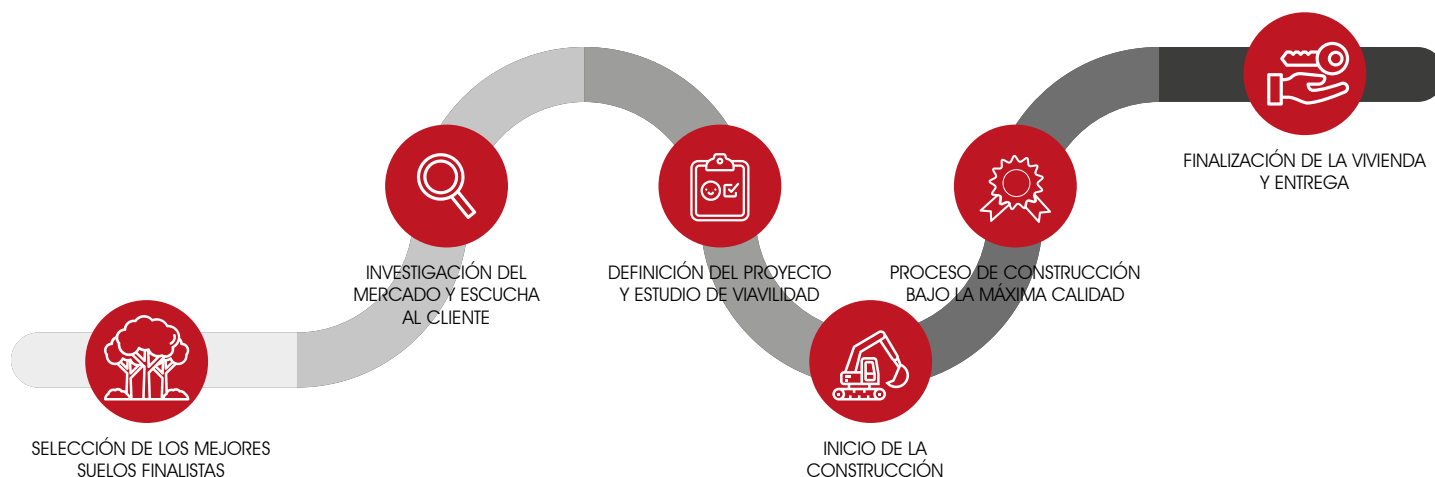 SELECCIÓN DE LOS MEJORES
SUELOS FINALISTAS
INVESTIGACIÓN DEL
MERCADO Y ESCUCHA
AL CLIENTE
DEFINICIÓN DEL PROYECTO
Y ESTUDIO DE VIAVILIDAD
INICIO DE LA
CONSTRUCCIÓN
PROCESO DE CONSTRUCCIÓN
BAJO LA MÁXIMA CALIDAD
FINALIZACIÓN DE LA VIVIENDA
Y ENTREGA